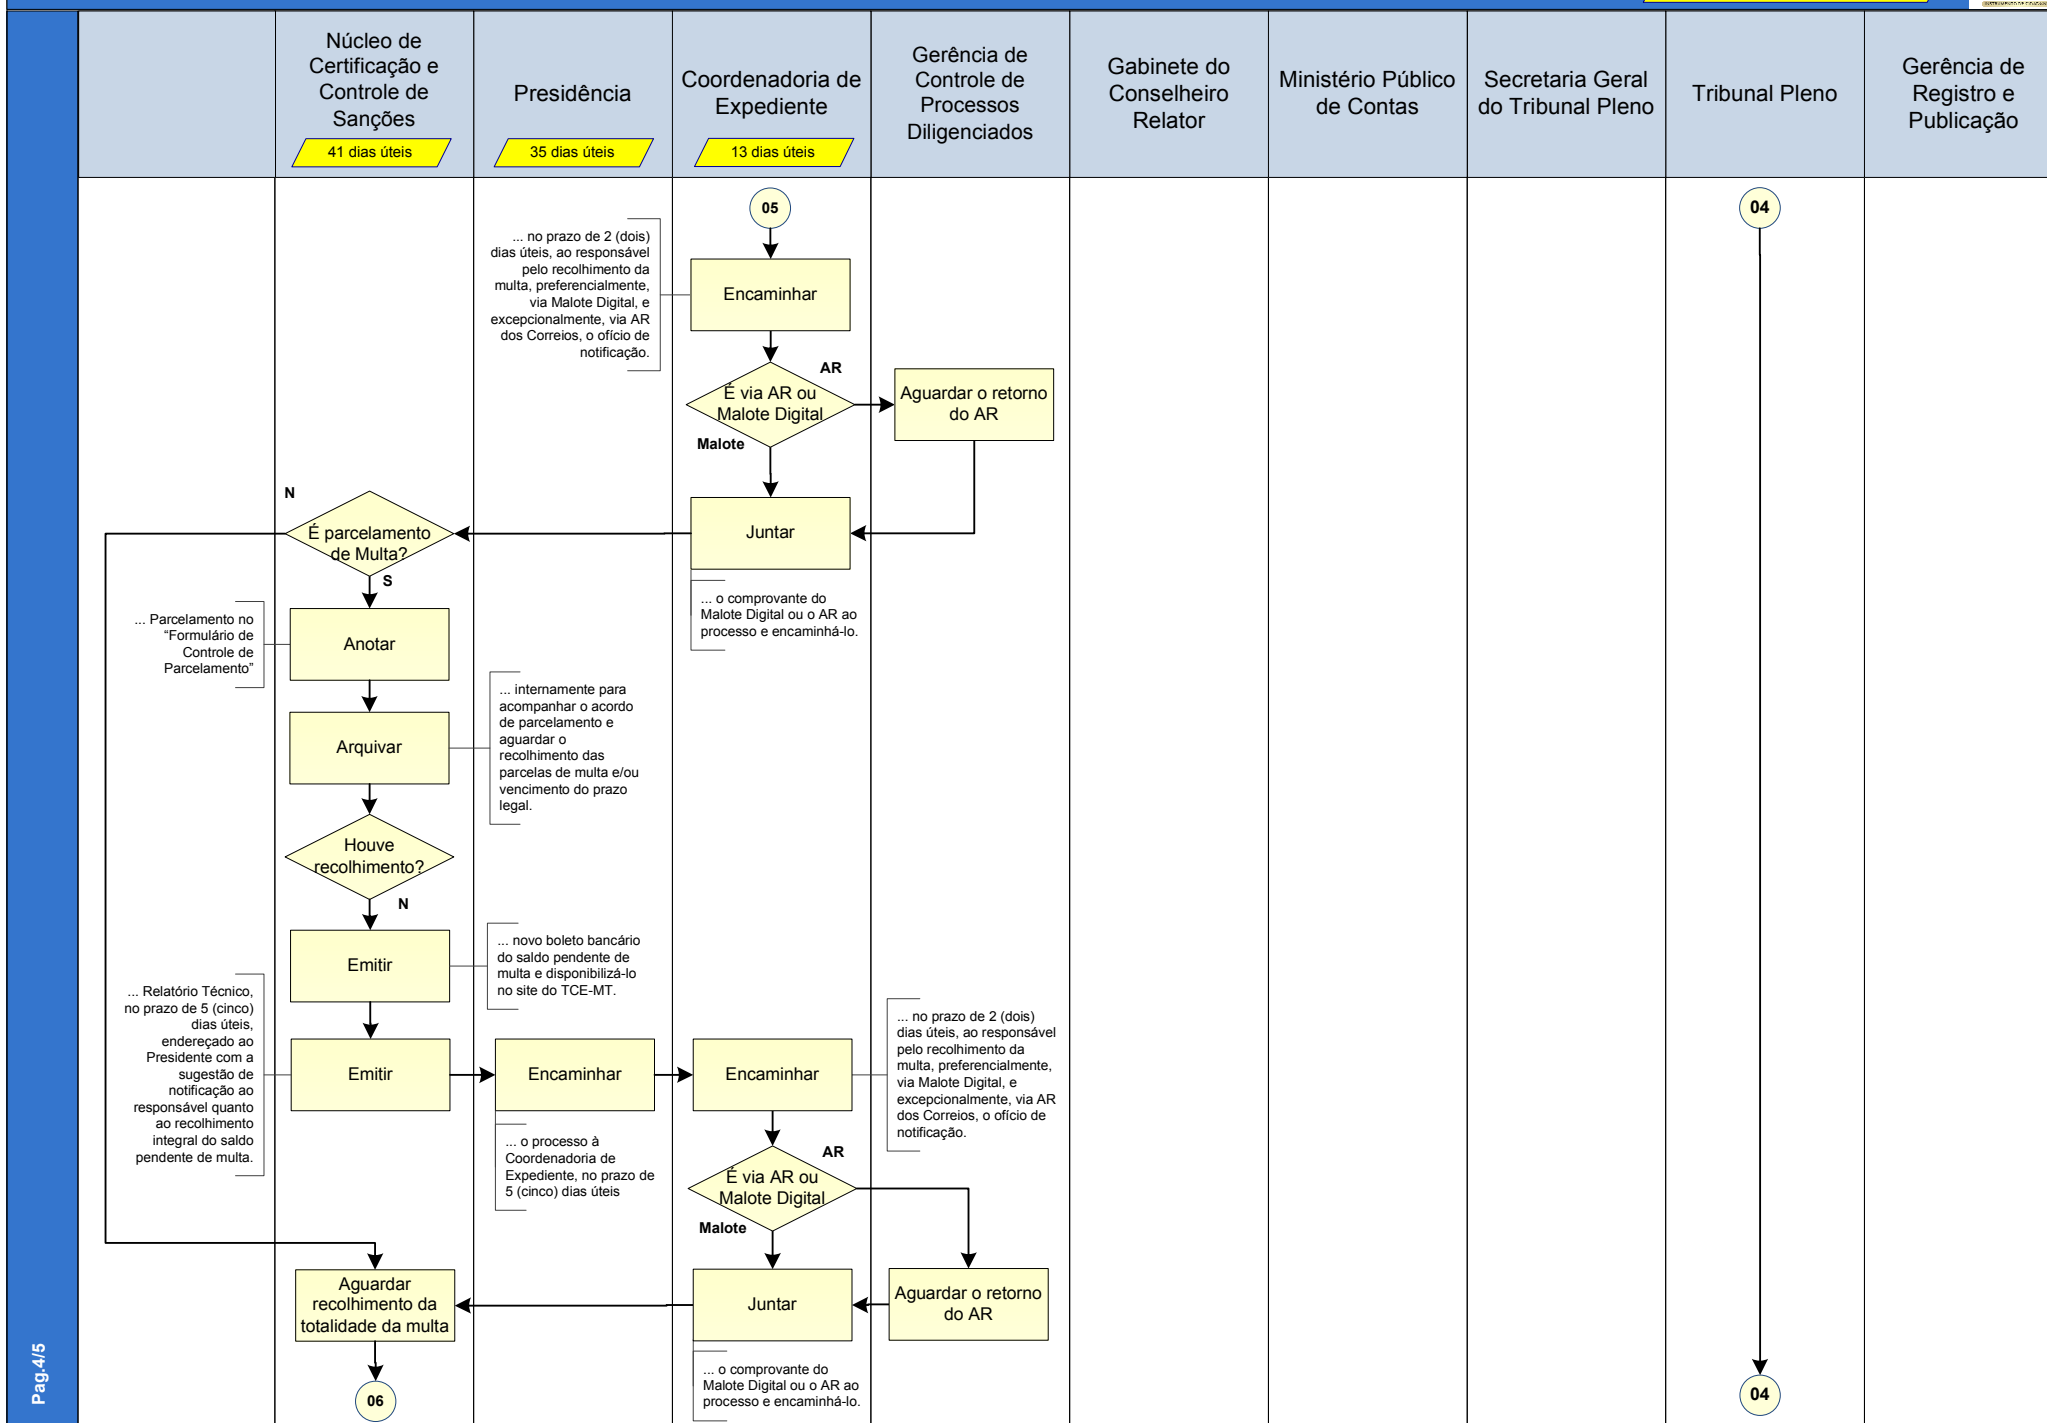 Núcleo de
Certificação e
Controle de
Sanções
41 dias úteis
Presidência
35 dias úteis
Coordenadoria de
Expediente
13 dias úteis
Gerência de
Controle de
Processos
Diligenciados
Gabinete do
Conselheiro
Relator
Ministério Público
de Contas
Secretaria Geral
do Tribunal Pleno
Tribunal Pleno
Gerência de
Registro e
Publicação
05
04
... no prazo de 2 (dois)
dias úteis, ao responsável
pelo recolhimento da
multa, preferencialmente,
via Malote Digital, e
excepcionalmente, via AR
dos Correios, o ofício de
notificação.
Encaminhar
É via AR ou
Malote Digital
AR
Malote
Aguardar o retorno
do AR
Juntar
... o comprovante do
Malote Digital ou o AR ao
processo e encaminhá-lo.
N
É parcelamento
de Multa?
S
... Parcelamento no
“Formulário de
Controle de
Parcelamento”
Anotar
Arquivar
... internamente para
acompanhar o acordo
de parcelamento e
aguardar o
recolhimento das
parcelas de multa e/ou
vencimento do prazo
legal.
Houve
recolhimento?
N
Emitir
... novo boleto bancário
do saldo pendente de
multa e disponibilizá-lo
no site do TCE-MT.
... Relatório Técnico,
no prazo de 5 (cinco)
dias úteis,
endereçado ao
Presidente com a
sugestão de
notificação ao
responsável quanto
ao recolhimento
integral do saldo
pendente de multa.
Emitir
Encaminhar
... o processo à
Coordenadoria de
Expediente, no prazo de
5 (cinco) dias úteis
Encaminhar
... no prazo de 2 (dois)
dias úteis, ao responsável
pelo recolhimento da
multa, preferencialmente,
via Malote Digital, e
excepcionalmente, via AR
dos Correios, o ofício de
notificação.
É via AR ou
Malote Digital
AR
Malote
Aguardar o retorno
do AR
Juntar
... o comprovante do
Malote Digital ou o AR ao
processo e encaminhá-lo.
Aguardar
recolhimento da
totalidade da multa
06
04
Pag.4/5